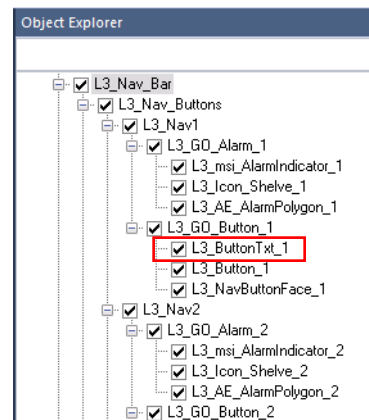 Object Explorer
L3_Nav_Bar
L3_Nav_Buttons
L3_Nav1
L3_GO_Alarm_1
L3_msi_AlarmIndicator_1
L3_Icon_Shelve_1
L3_AE_AlarmPolygon_1
L3_GO_Button_1
L3_ButtonTxt_1
L3_Button_1
L3_NavButtonFace_1
L3_Nav2
L3_GO_Alarm_2
L3_msi_AlarmIndicator_2
L3_Icon_Shelve_2
L3_AE_AlarmPolygon_2
L3_GO_Button_2